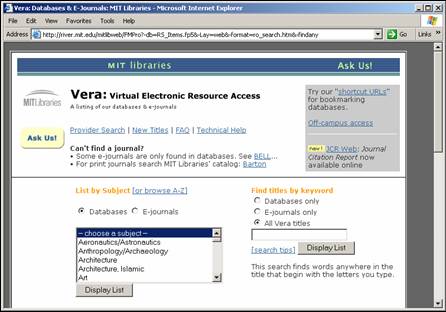 Vera: Databases & E-Journals: MIT Libraries - Microsoft Internet Explorer
File Edit View Favorites Tools Help
Address http://river.mit.edu/mitlibweb/FMPro?-db=RS_Items.fp5&-Lay=web&-format=ro_search.htm&-findany Go Links »
MIT libraries Ask Us!
MITLibraries
Vera: Virtual Electronic Resource Access
A listing of our databases & e-journals
Ask Us!
Provider Search | New Titles | FAQ | Technical Help
Can't find a journal?
• Some e-journals are only found in databases. See BELL...
• For print journals search MIT Libraries' catalog: Barton
Try our "shortcut URLs"
for bookmarking
databases.
Off-campus access
new! JCR Web: Journal
Citation Report now
available online
List by Subject [or browse A-Z]
Databases E-journals
-- choose a subject --
Aeronautics/Astronautics
Anthropology/Archaeology
Architecture
Architecture, Islamic
Art
Display List
Find titles by keyword
Databases only
E-journals only
All Vera titles
[search tips] Display List
This search finds words anywhere in the
title that begin with the letters you type.